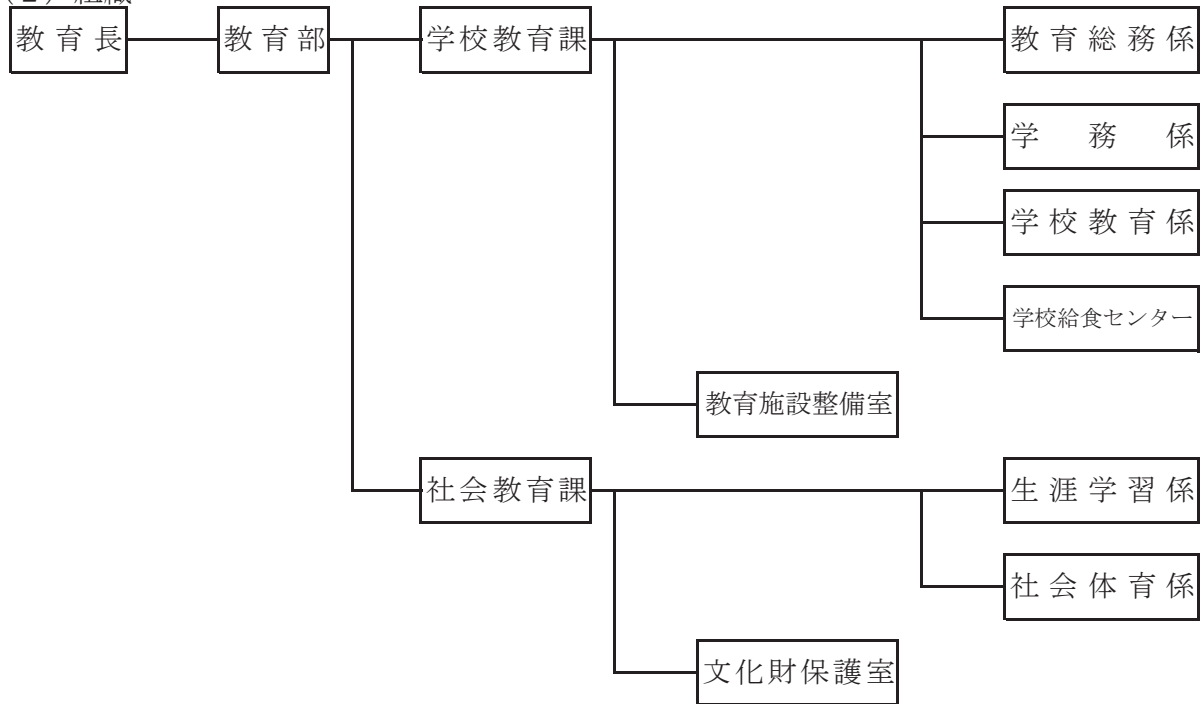 教育長 教育部 学校教育課 教育総務係
学務係
学校教育係
学校給食センター
教育施設整備室
社会教育課 生涯学習係
社会体育係
文化財保護室